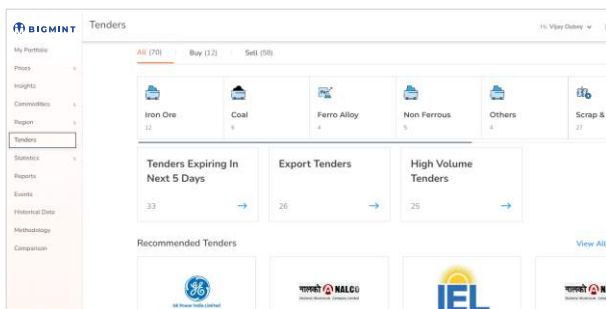 BIGMINT
Tenders
Hi, Vijay Dubey
My Portfolio
Prices
Insights
Commodities
Region
Tenders
Statistics
Reports
Events
Historical Data
Methodology
Comparison
All (70)
Buy (12)
Sell (58)
Iron Ore
12
Coal
6
Ferro Alloy
4
Non Ferrous
5
Others
4
Scrap &
27
Tenders Expiring In
Next 5 Days
33
Export Tenders
26
High Volume
Tenders
25
Recommended Tenders
View All
GE Power India Limited
नालको NALCO
IEL
नालको N